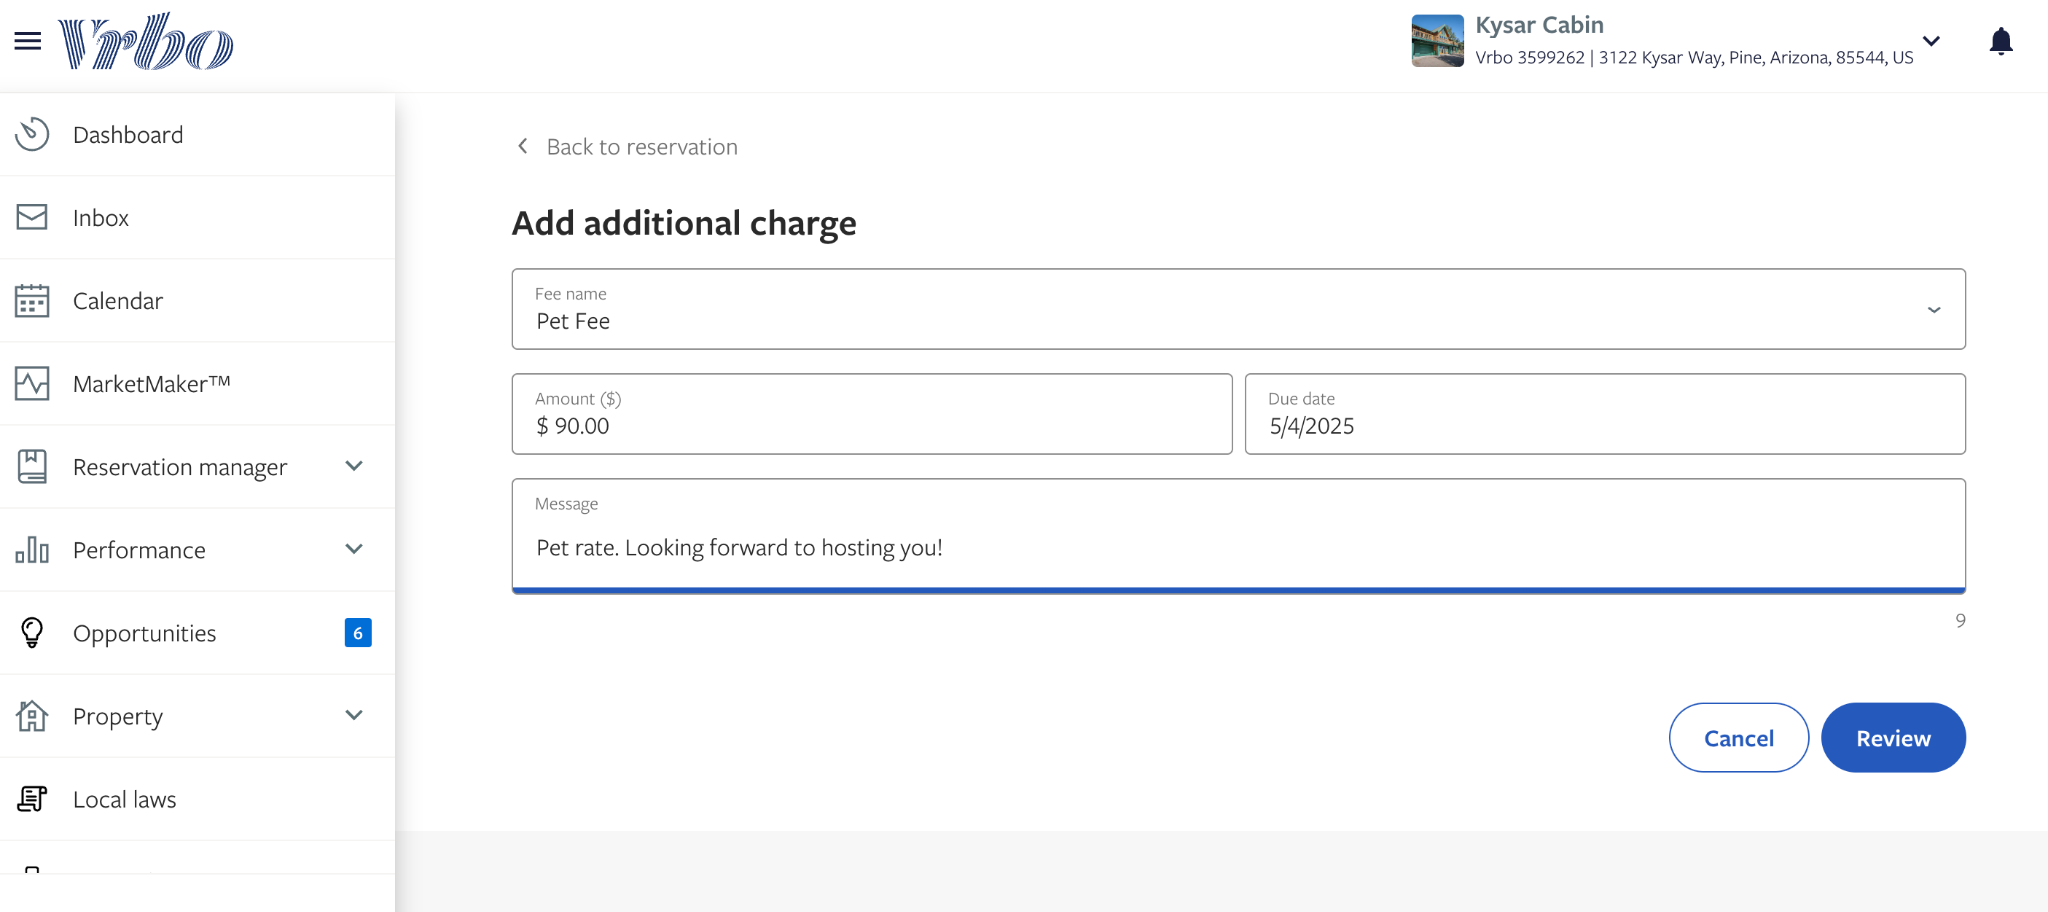 Vrbo
Kysar Cabin
Vrbo 3599262 | 3122 Kysar Way, Pine, Arizona, 85544, US
Dashboard
Inbox
Calendar
MarketMaker™
Reservation manager
Performance
Opportunities 6
Property
Local laws
Back to reservation
Add additional charge
Fee name
Pet Fee
Amount ($)
$ 90.00
Due date
5/4/2025
Message
Pet rate. Looking forward to hosting you!
9
Cancel
Review